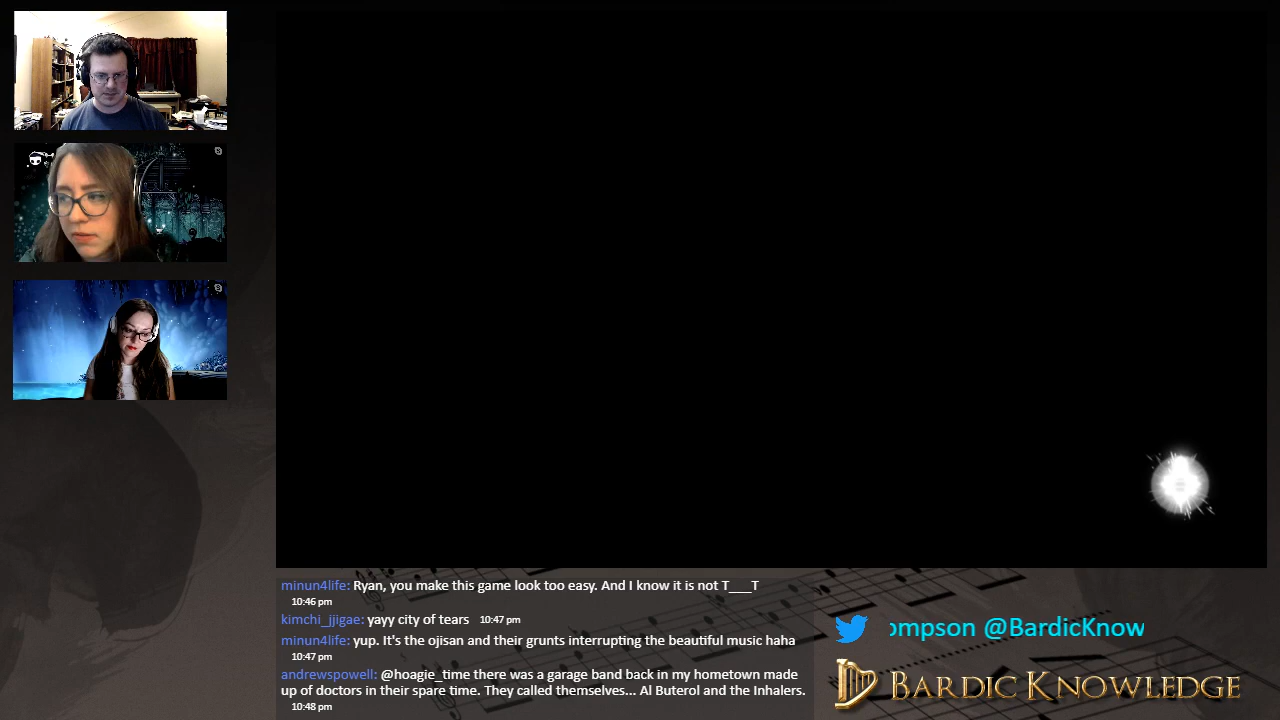 minun4life: Ryan, you make this game look too easy. And I know it is not T___T
10:46 pm
kimchi_jjigae: yayy city of tears 10:47 pm
minun4life: yup. It's the ojisan and their grunts interrupting the beautiful music haha
10:47 pm
andrewspowell: @hoagie_time there was a garage band back in my hometown made
up of doctors in their spare time. They called themselves... Al Buterol and the Inhalers.
10:48 pm
ompson @BardicKnow
BARDIC KNOWLEDGE